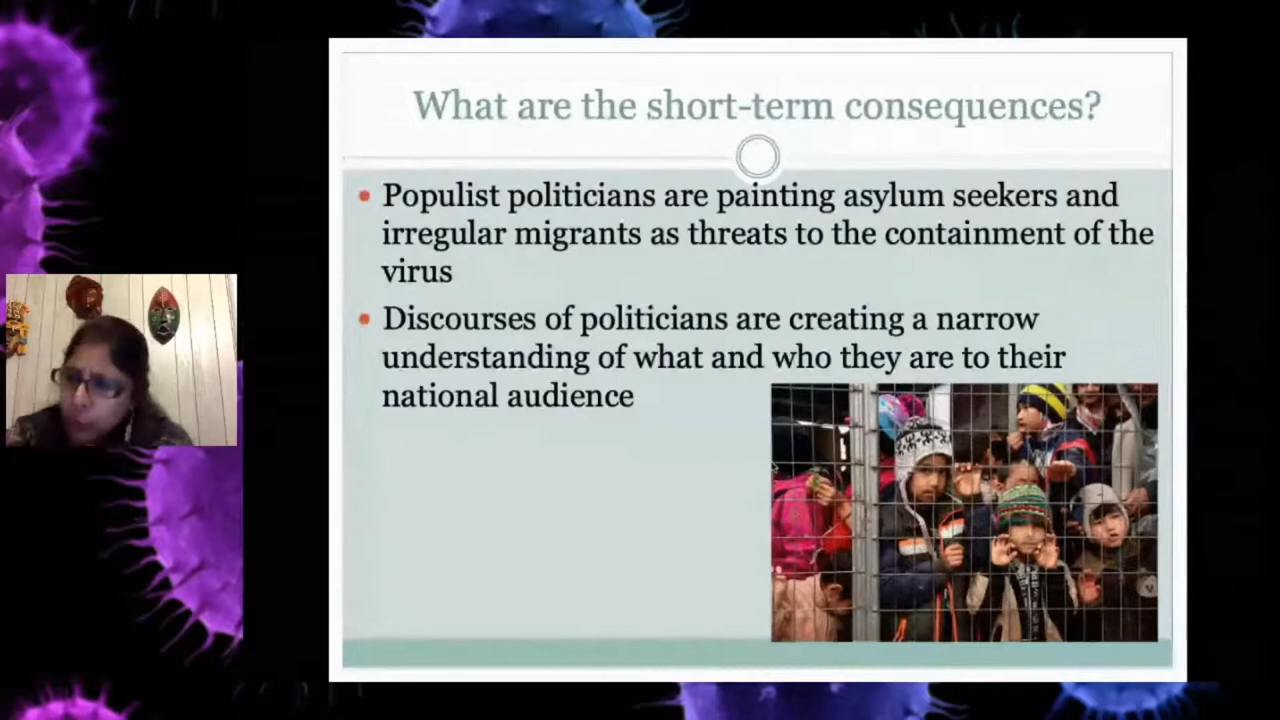 What are the short-term consequences?
Populist politicians are painting asylum seekers and
irregular migrants as threats to the containment of the
virus
Discourses of politicians are creating a narrow
understanding of what and who they are to their
national audience